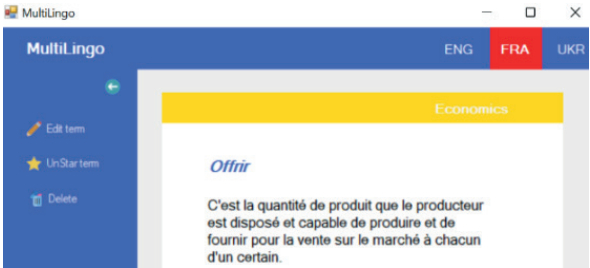 MultiLingo
MultiLingo ENG FRA UKR
Economics
Edit term
UnStar term
Delete
Offrir
C'est la quantité de produit que le producteur
est disposé et capable de produire et de
fournir pour la vente sur le marché à chacun
d'un certain.